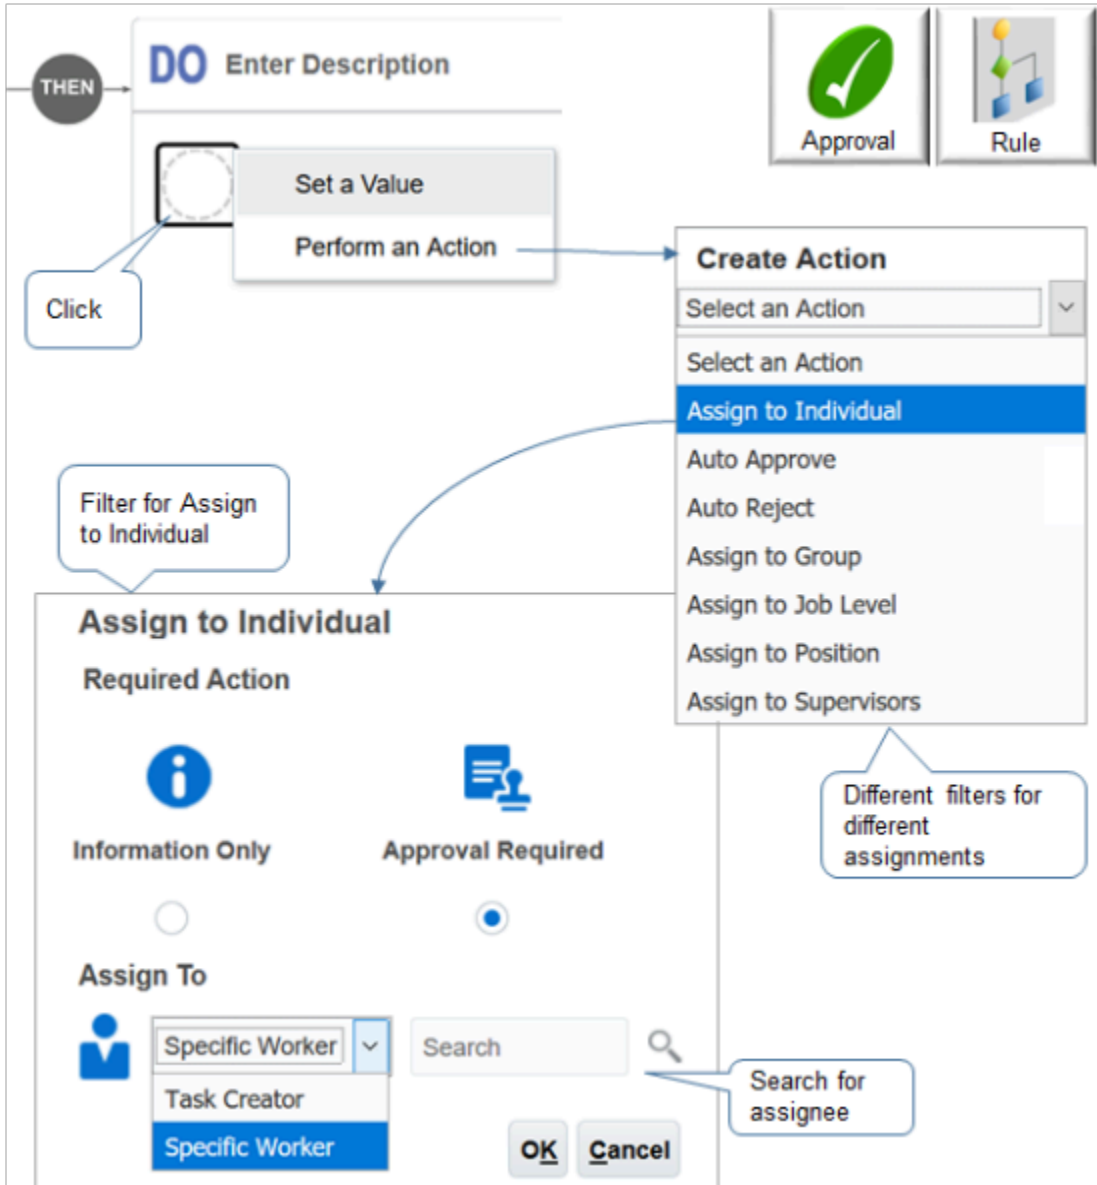 THEN
DO Enter Description
Approval
Rule
Set a Value
Perform an Action
Click
Create Action
Select an Action
Select an Action
Assign to Individual
Auto Approve
Auto Reject
Assign to Group
Assign to Job Level
Assign to Position
Assign to Supervisors
Filter for Assign
to Individual
Different filters for
different
assignments
Assign to Individual
Required Action
Information Only
Approval Required
Assign To
Specific Worker
Search
Task Creator
Specific Worker
Search for
assignee
OK
Cancel